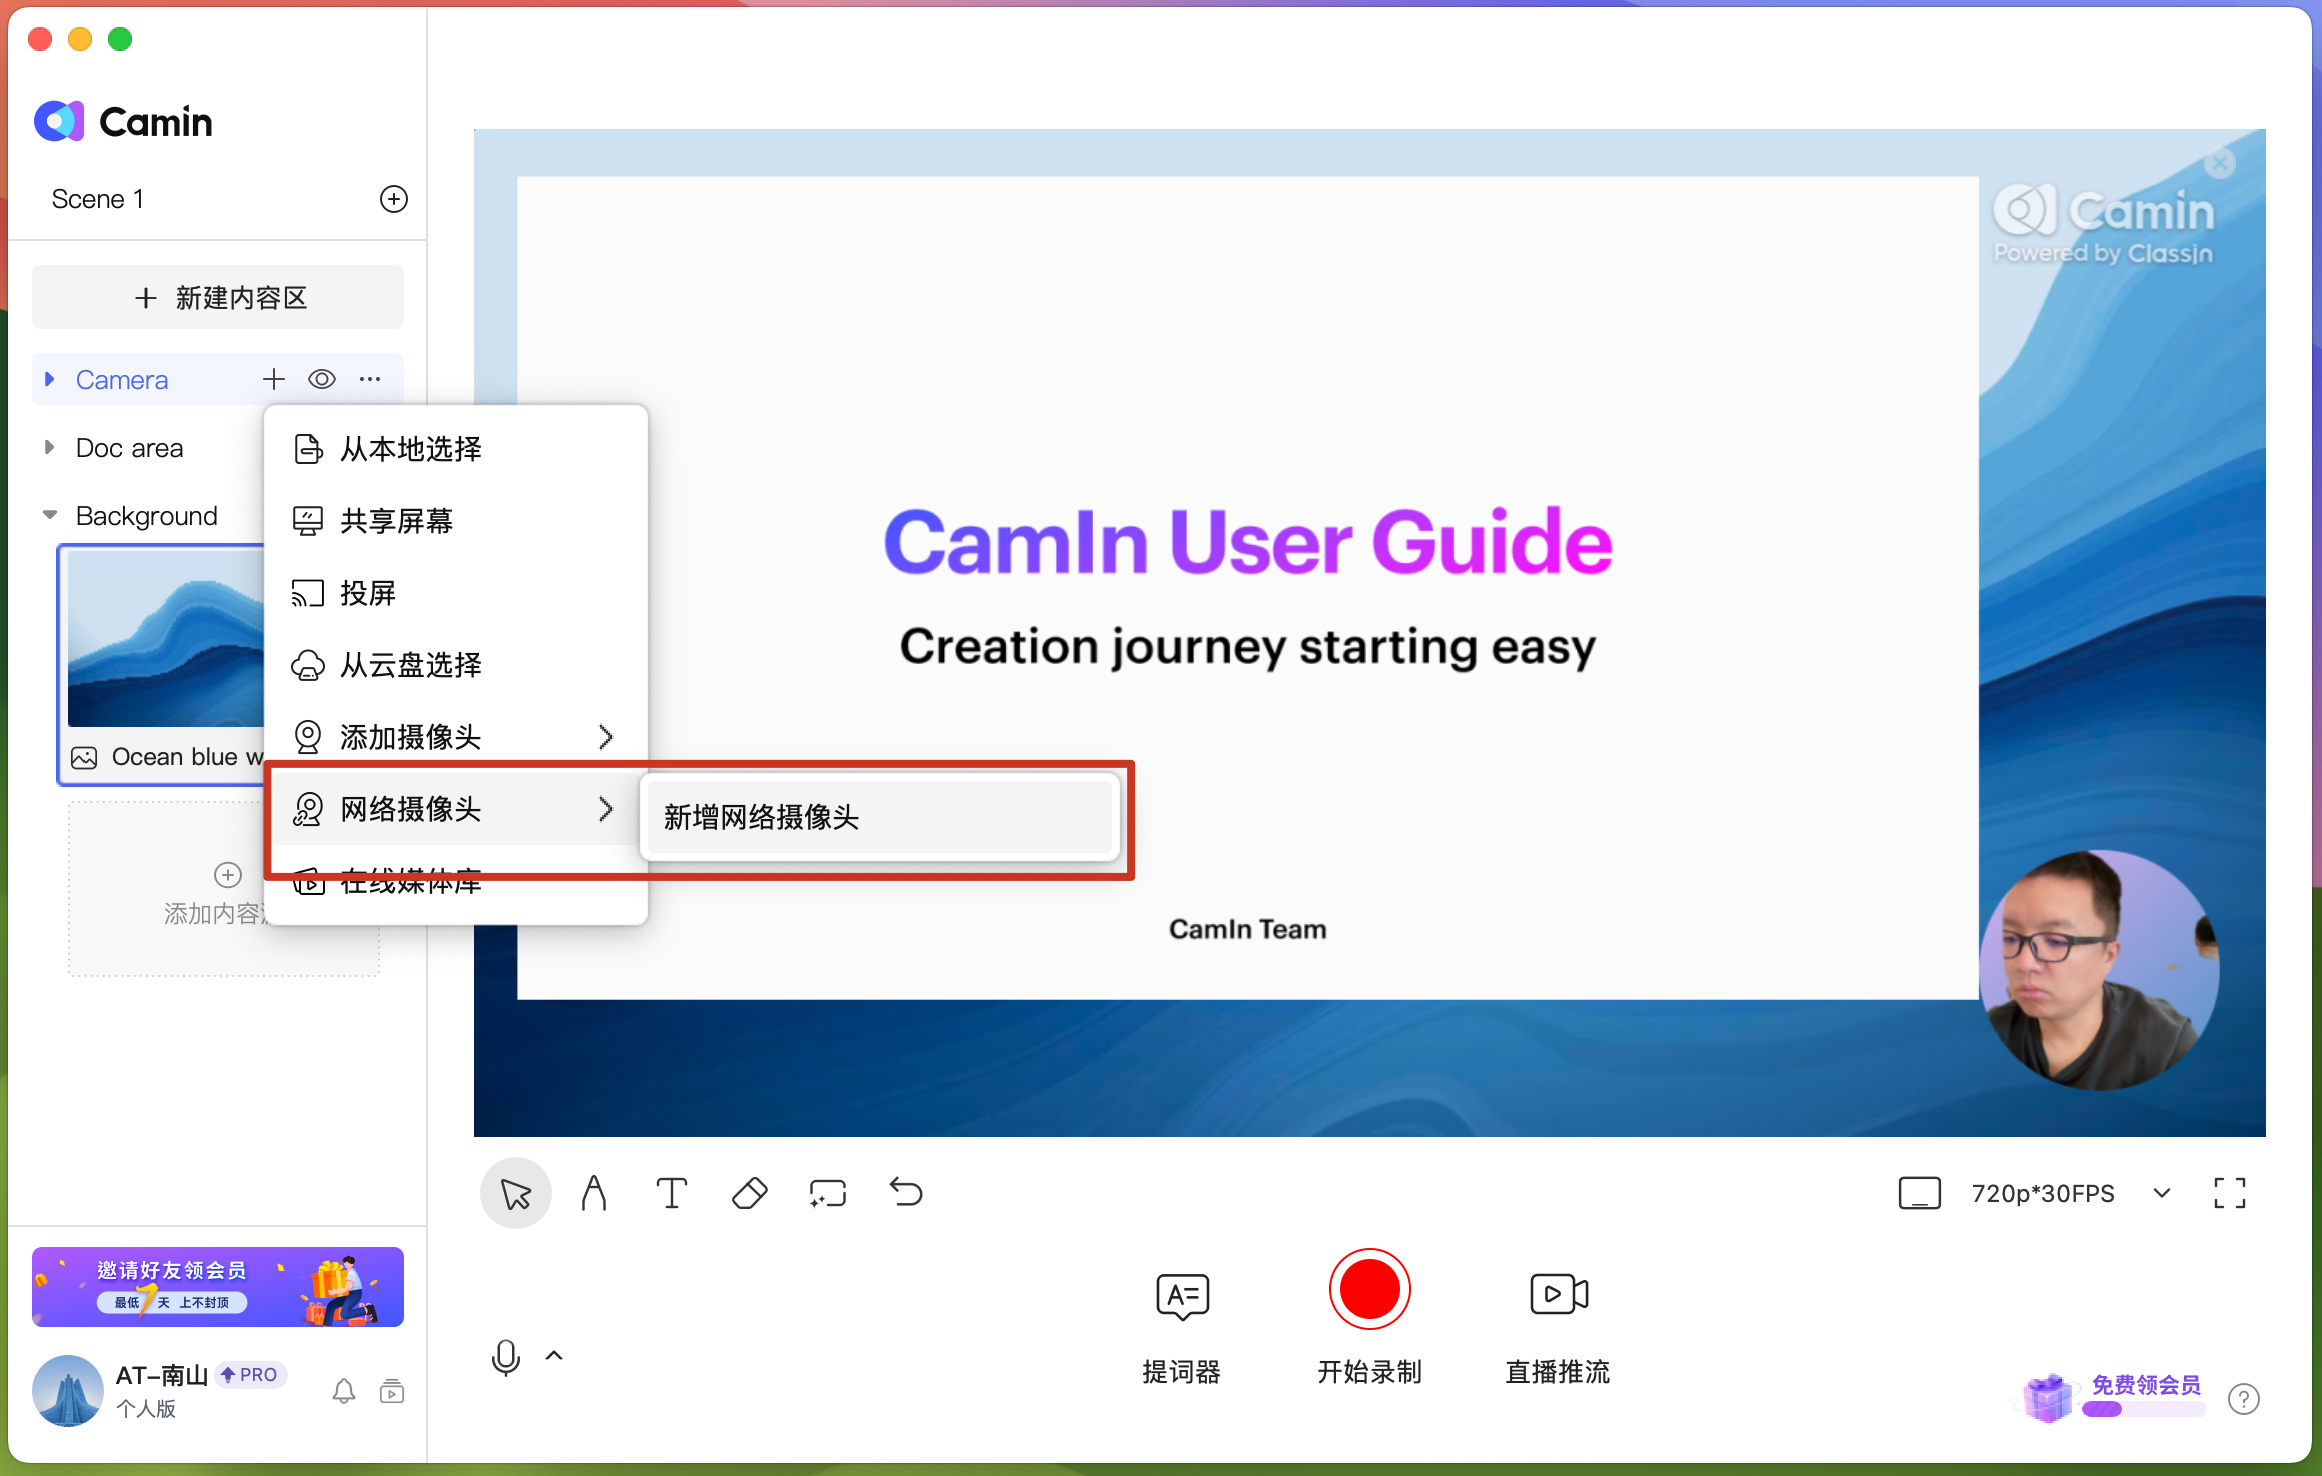 Camin
Scene 1
新建内容区
Camera
Doc area
Background
Ocean blue w
添加内容
从本地选择
共享屏幕
投屏
从云盘选择
添加摄像头
网络摄像头
新增网络摄像头
在线媒体库
Camin
Powered by ClassIn
CamIn User Guide
Creation journey starting easy
CamIn Team
720p*30FPS
提词器
开始录制
直播推流
邀请好友领会员
最低7天 上不封顶
AT-南山
PRO
个人版
免费领会员